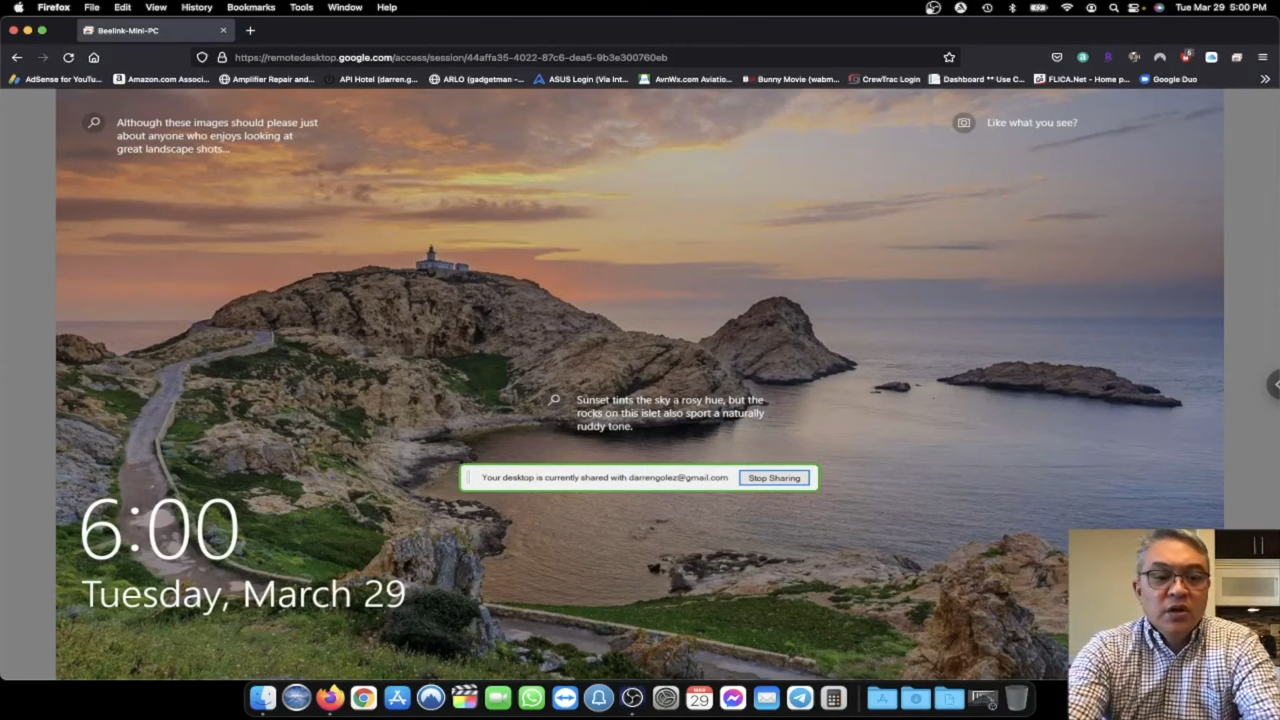 Firefox File Edit View History Bookmarks Tools Window Help Tue Mar 29 5:00 PM
Beelink-Mini-PC
https://remotedesktop.google.com/access/session/44affa35-4022-87c6-dea5-9b3e300760eb
AdSense for YouTu... Amazon.com Associ... Amplifier Repair and... API Hotel (darren.g... ARLO (gadgetman -... ASUS Login (Via Int... AvnWx.com Aviatio... Bunny Movie (wabm... CrewTrac Login Dashboard ** Use C... FLICA.Net - Home p... Google Duo
Although these images should please just
about anyone who enjoys looking at
great landscape shots...
Like what you see?
Sunset tints the sky a rosy hue, but the
rocks on this islet also sport a naturally
ruddy tone.
Your desktop is currently shared with darrengolez@gmail.com Stop Sharing
6:00
Tuesday, March 29
29